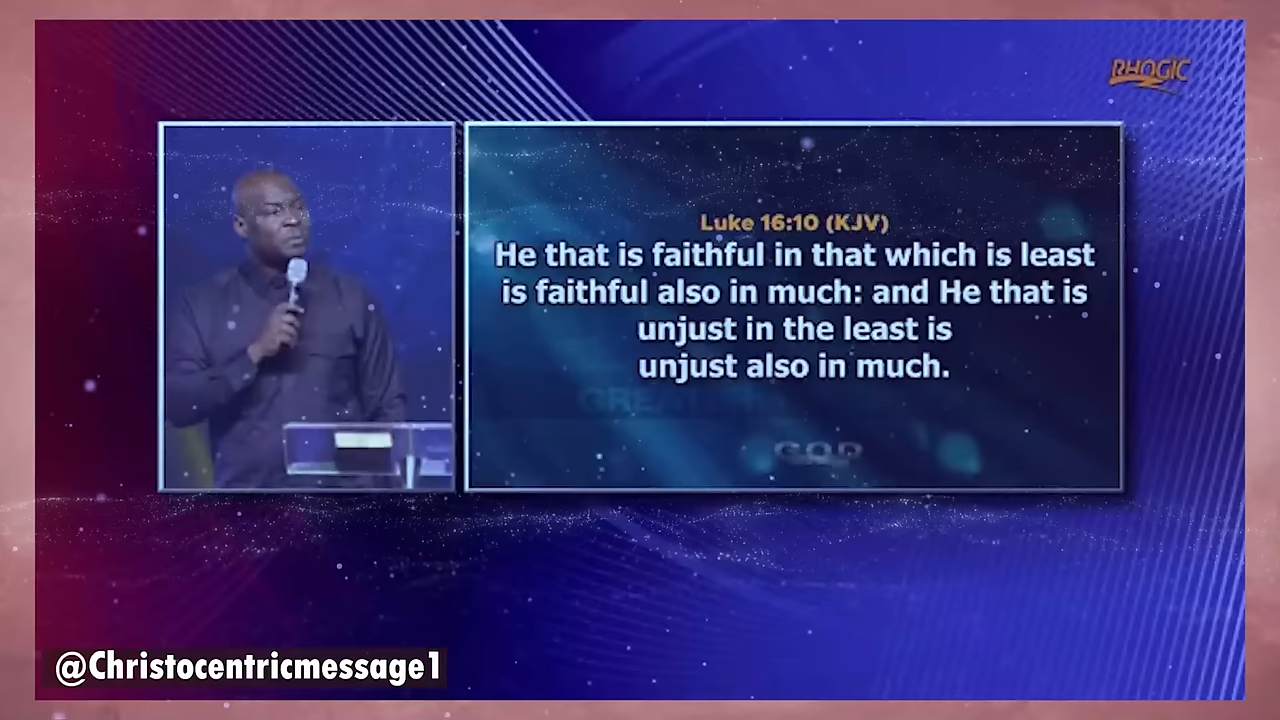 RHOGIC
Luke 16:10 (KJV)
He that is faithful in that which is least
is faithful also in much: and He that is
unjust in the least is
unjust also in much.
GOD
@Christocentricmessage1